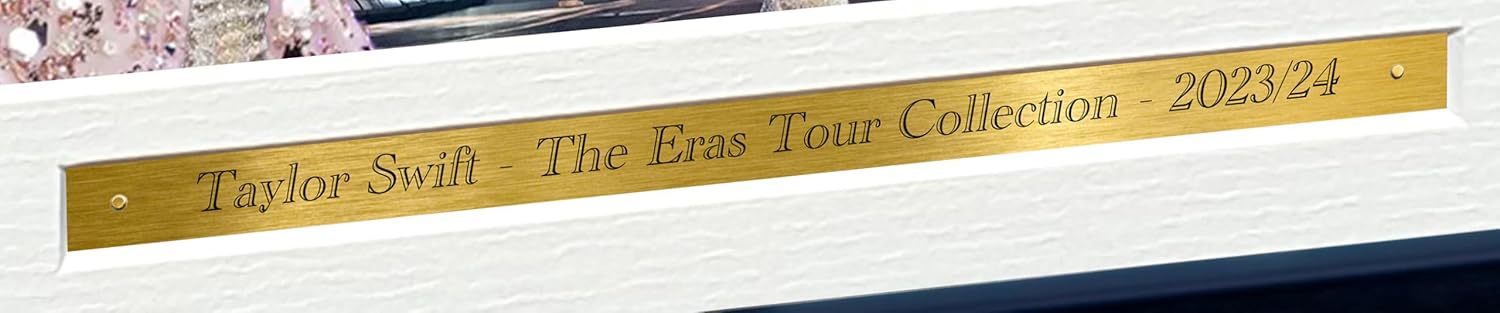 Taylor Swift - The Eras Tour Collection - 2023/24